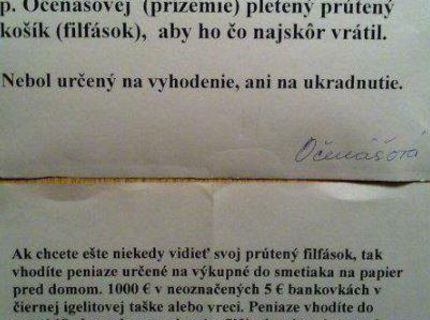 p. Očenášovej (prízemie) pletený prútený
košík (filfások), aby ho čo najskôr vrátil.
Nebol určený na vyhodenie, ani na ukradnutie.
Očenášová
Ak chcete ešte niekedy vidieť svoj prútený filfások, tak
vhodíte peniaze určené na výkupné do smetiaka na papier
pred domom. 1000 € v neoznačených 5 € bankovkách v
čiernej igelitovej taške alebo vreci. Peniaze vhodíte do